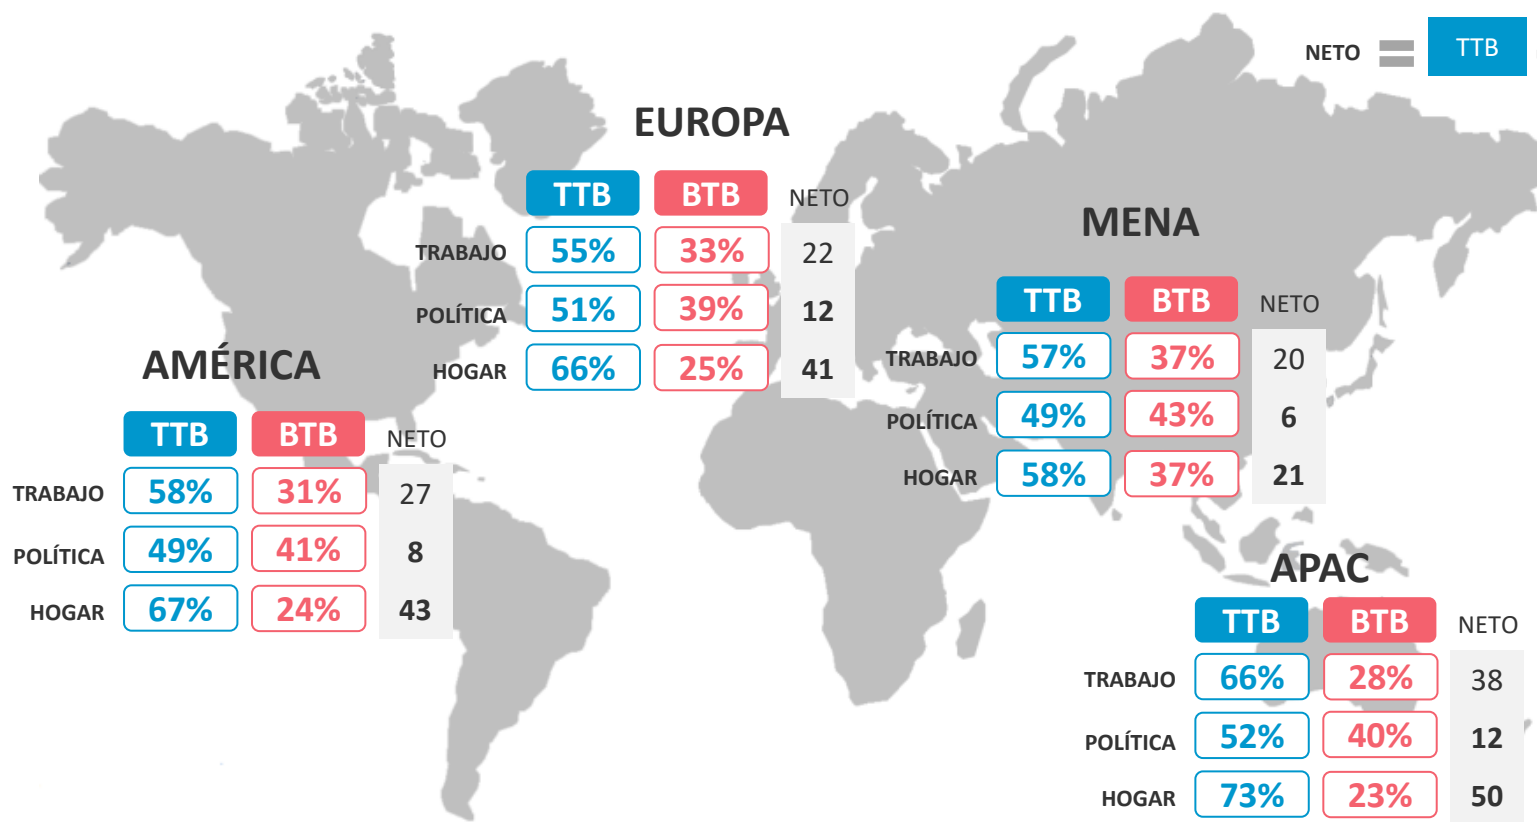 NETO = TTB
EUROPA
TTB BTB NETO
TRABAJO 55% 33% 22
POLÍTICA 51% 39% 12
HOGAR 66% 25% 41
MENA
TTB BTB NETO
TRABAJO 57% 37% 20
POLÍTICA 49% 43% 6
HOGAR 58% 37% 21
AMÉRICA
TTB BTB NETO
TRABAJO 58% 31% 27
POLÍTICA 49% 41% 8
HOGAR 67% 24% 43
APAC
TTB BTB NETO
TRABAJO 66% 28% 38
POLÍTICA 52% 40% 12
HOGAR 73% 23% 50